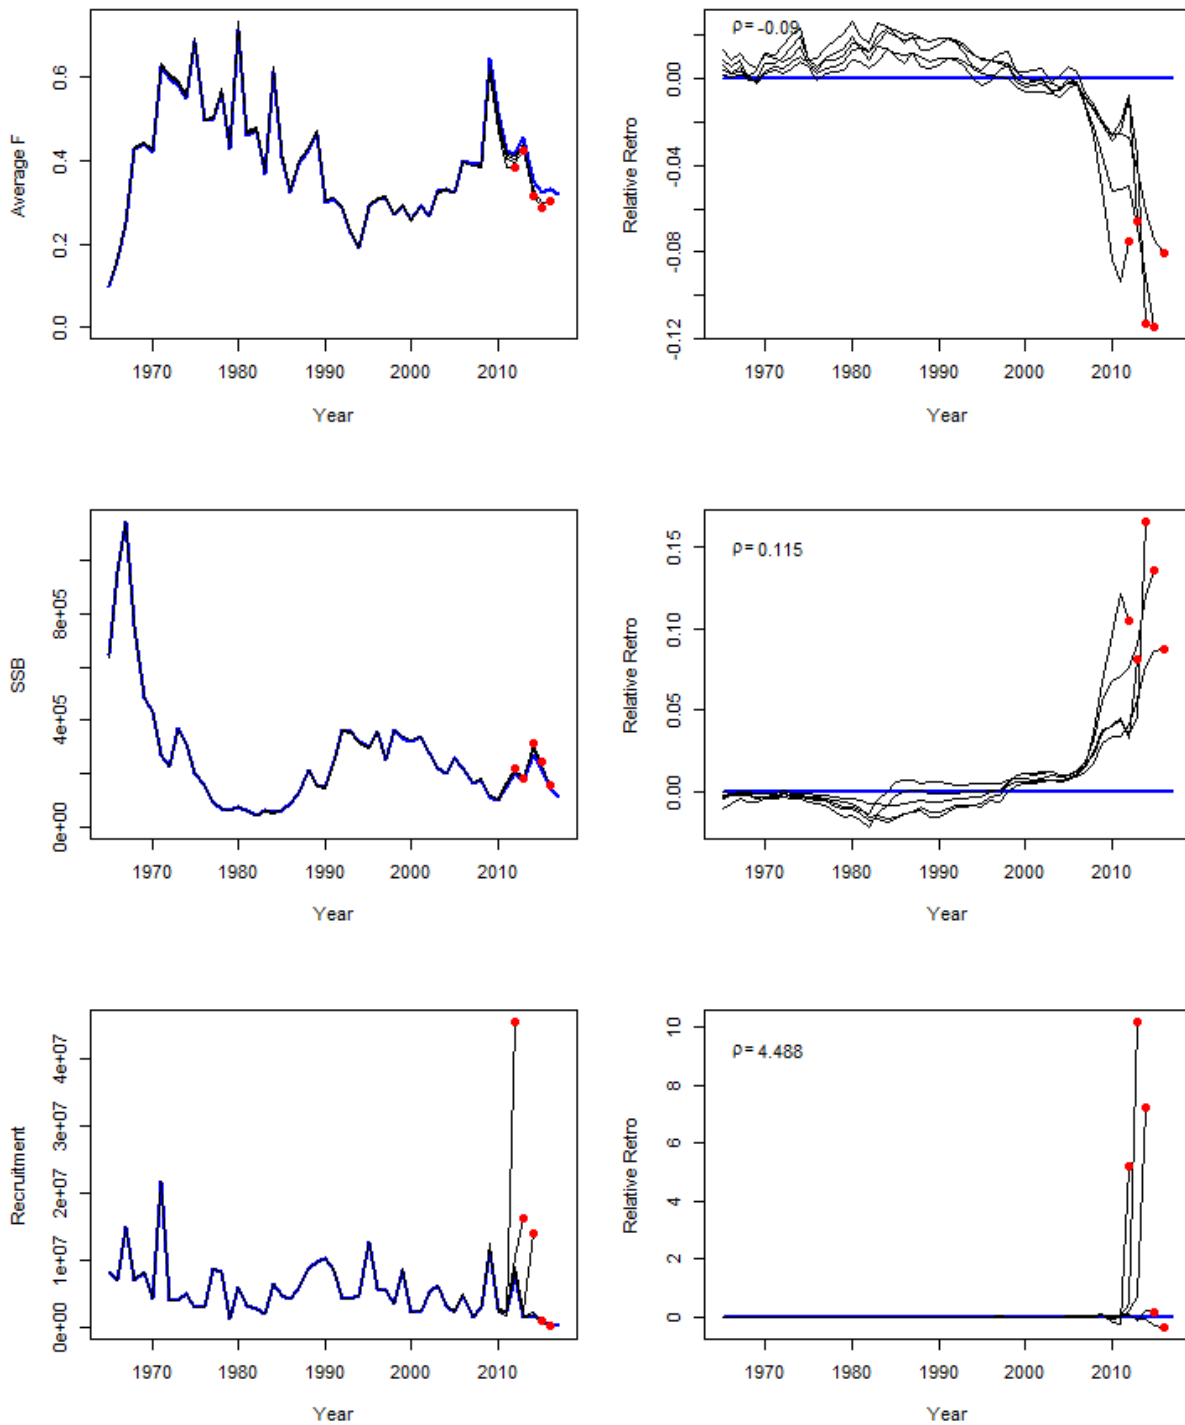 Average F
0.6
0.4
0.2
0.0
1970 1980 1990 2000 2010
Year
ρ = -0.09
Relative Retro
0.00
-0.04
-0.08
-0.12
1970 1980 1990 2000 2010
Year
SSB
8e+05
4e+05
0e+00
1970 1980 1990 2000 2010
Year
ρ = 0.115
Relative Retro
0.15
0.10
0.05
0.00
1970 1980 1990 2000 2010
Year
Recruitment
4e+07
3e+07
2e+07
1e+07
0e+00
1970 1980 1990 2000 2010
Year
ρ = 4.488
Relative Retro
10
8
6
4
2
0
1970 1980 1990 2000 2010
Year